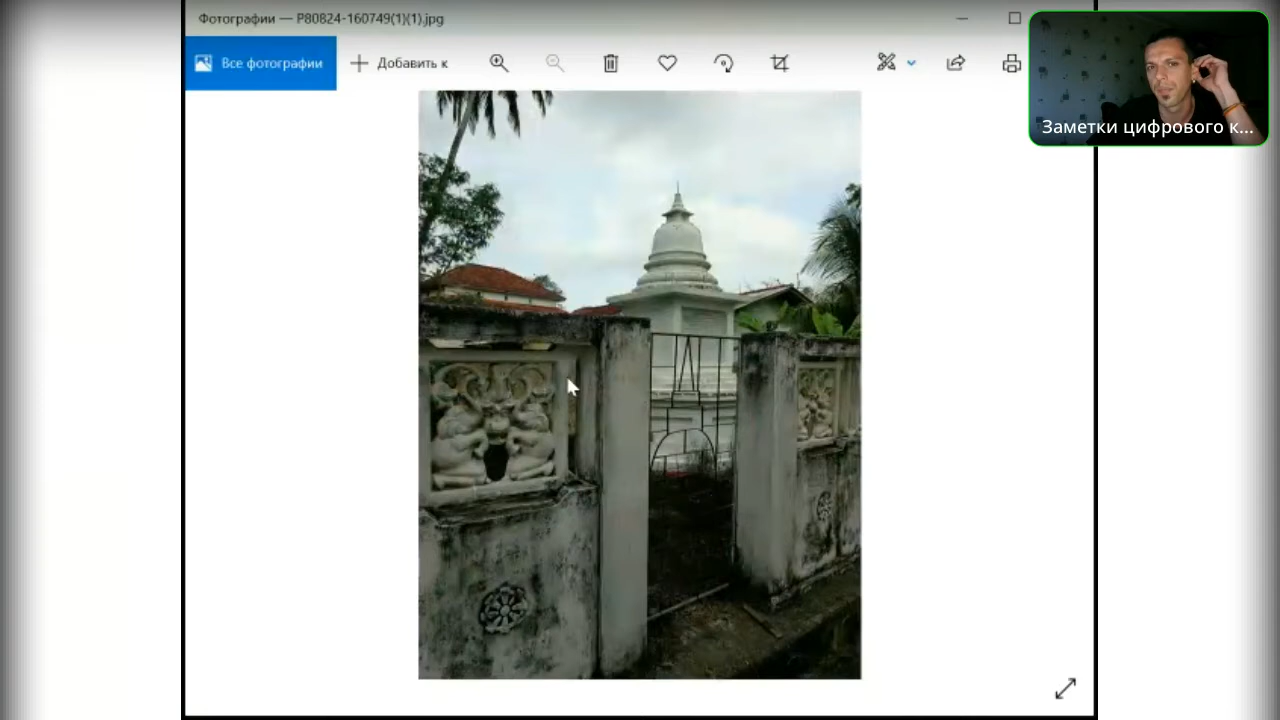 Фотографии — P80824-160749(1)(1).jpg
Все фотографии
Добавить к
Заметки цифрового к...